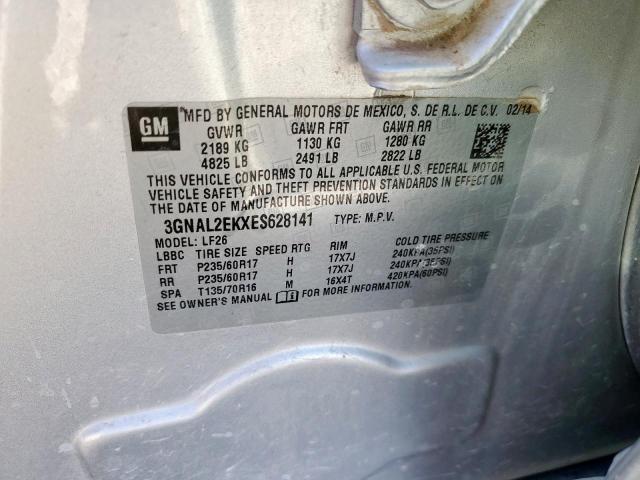 GM
MFD BY GENERAL MOTORS DE MEXICO, S. DE R.L. DE C.V. 02/14
GVWR GAWR FRT GAWR RR
2189 KG 1130 KG 1280 KG
4825 LB 2491 LB 2822 LB
THIS VEHICLE CONFORMS TO ALL APPLICABLE U.S. FEDERAL MOTOR
VEHICLE SAFETY AND THEFT PREVENTION STANDARDS IN EFFECT ON
THE DATE OF MANUFACTURE SHOWN ABOVE.
3GNAL2EKXES628141 TYPE: M.P.V.
MODEL: LF26
LBBC TIRE SIZE SPEED RTG RIM COLD TIRE PRESSURE
FRT P235/60R17 H 17X7J 240KPA(35PSI)
RR P235/60R17 H 17X7J 240KPA(35PSI)
SPA T135/70R16 M 16X4T 420KPA(60PSI)
SEE OWNER'S MANUAL FOR MORE INFORMATION.